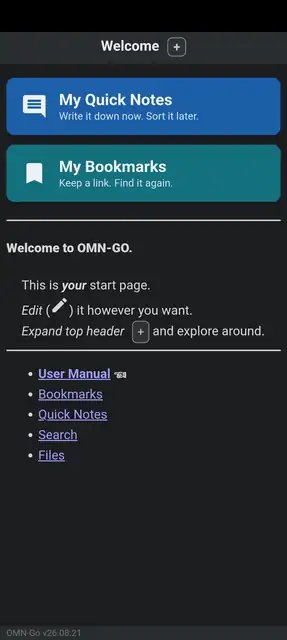 Welcome +
My Quick Notes
Write it down now. Sort it later.
My Bookmarks
Keep a link. Find it again.
Welcome to OMN-GO.
This is your start page.
Edit () it however you want.
Expand top header + and explore around.
• User Manual
• Bookmarks
• Quick Notes
• Search
• Files
OMN-Go v26.08.21